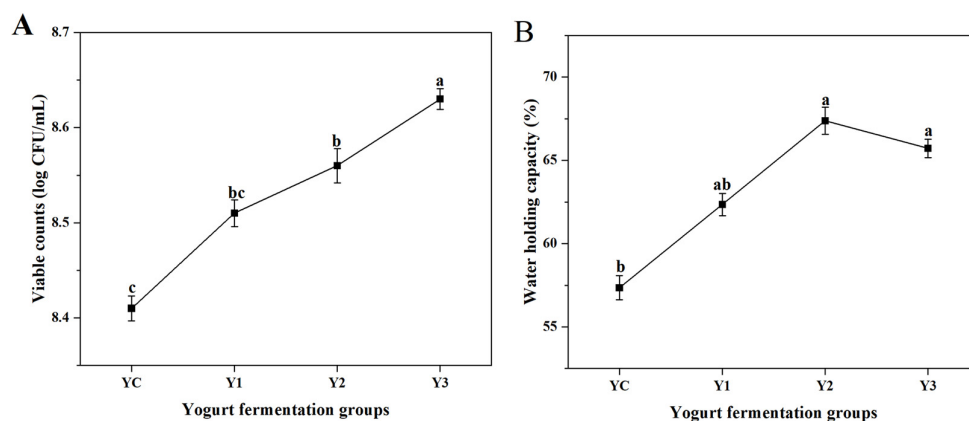 A
Viable counts (log CFU/mL)
8.7
8.6
8.5
8.4
c
bc
b
a
YC Y1 Y2 Y3
Yogurt fermentation groups
B
Water holding capacity (%)
70
65
60
55
b
ab
a
a
YC Y1 Y2 Y3
Yogurt fermentation groups